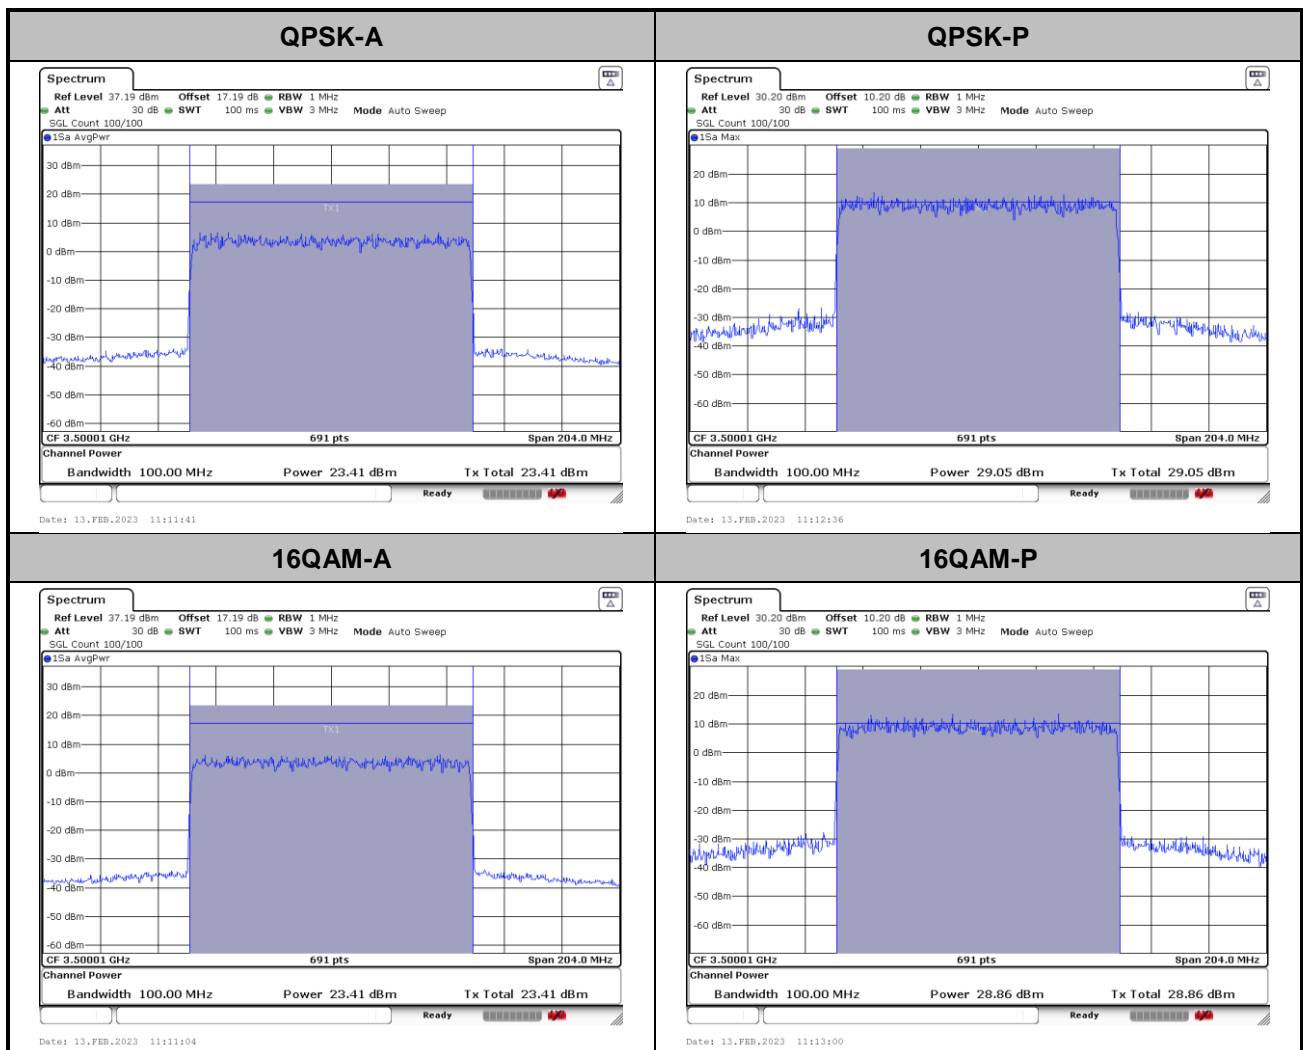 QPSK-A
QPSK-P
Spectrum
Ref Level 37.19 dBm Offset 17.19 dB RBW 1 MHz
Att 30 dB SWT 100 ms VBW 3 MHz Mode Auto Sweep
SGL Count 100/100
1Sa AvgPwr
30 dBm
20 dBm
TX1
10 dBm
0 dBm
-10 dBm
-20 dBm
-30 dBm
-40 dBm
-50 dBm
-60 dBm
CF 3.50001 GHz 691 pts Span 204.0 MHz
Channel Power
Bandwidth 100.00 MHz Power 23.41 dBm Tx Total 23.41 dBm
Ready
Date: 13.FEB.2023 11:11:41
Spectrum
Ref Level 30.20 dBm Offset 10.20 dB RBW 1 MHz
Att 30 dB SWT 100 ms VBW 3 MHz Mode Auto Sweep
SGL Count 100/100
1Sa Max
20 dBm
10 dBm
0 dBm
-10 dBm
-20 dBm
-30 dBm
-40 dBm
-50 dBm
-60 dBm
CF 3.50001 GHz 691 pts Span 204.0 MHz
Channel Power
Bandwidth 100.00 MHz Power 29.05 dBm Tx Total 29.05 dBm
Ready
Date: 13.FEB.2023 11:12:36
16QAM-A
16QAM-P
Spectrum
Ref Level 37.19 dBm Offset 17.19 dB RBW 1 MHz
Att 30 dB SWT 100 ms VBW 3 MHz Mode Auto Sweep
SGL Count 100/100
1Sa AvgPwr
30 dBm
20 dBm
TX1
10 dBm
0 dBm
-10 dBm
-20 dBm
-30 dBm
-40 dBm
-50 dBm
-60 dBm
CF 3.50001 GHz 691 pts Span 204.0 MHz
Channel Power
Bandwidth 100.00 MHz Power 23.41 dBm Tx Total 23.41 dBm
Ready
Date: 13.FEB.2023 11:11:04
Spectrum
Ref Level 30.20 dBm Offset 10.20 dB RBW 1 MHz
Att 30 dB SWT 100 ms VBW 3 MHz Mode Auto Sweep
SGL Count 100/100
1Sa Max
20 dBm
10 dBm
0 dBm
-10 dBm
-20 dBm
-30 dBm
-40 dBm
-50 dBm
-60 dBm
CF 3.50001 GHz 691 pts Span 204.0 MHz
Channel Power
Bandwidth 100.00 MHz Power 28.86 dBm Tx Total 28.86 dBm
Ready
Date: 13.FEB.2023 11:13:00